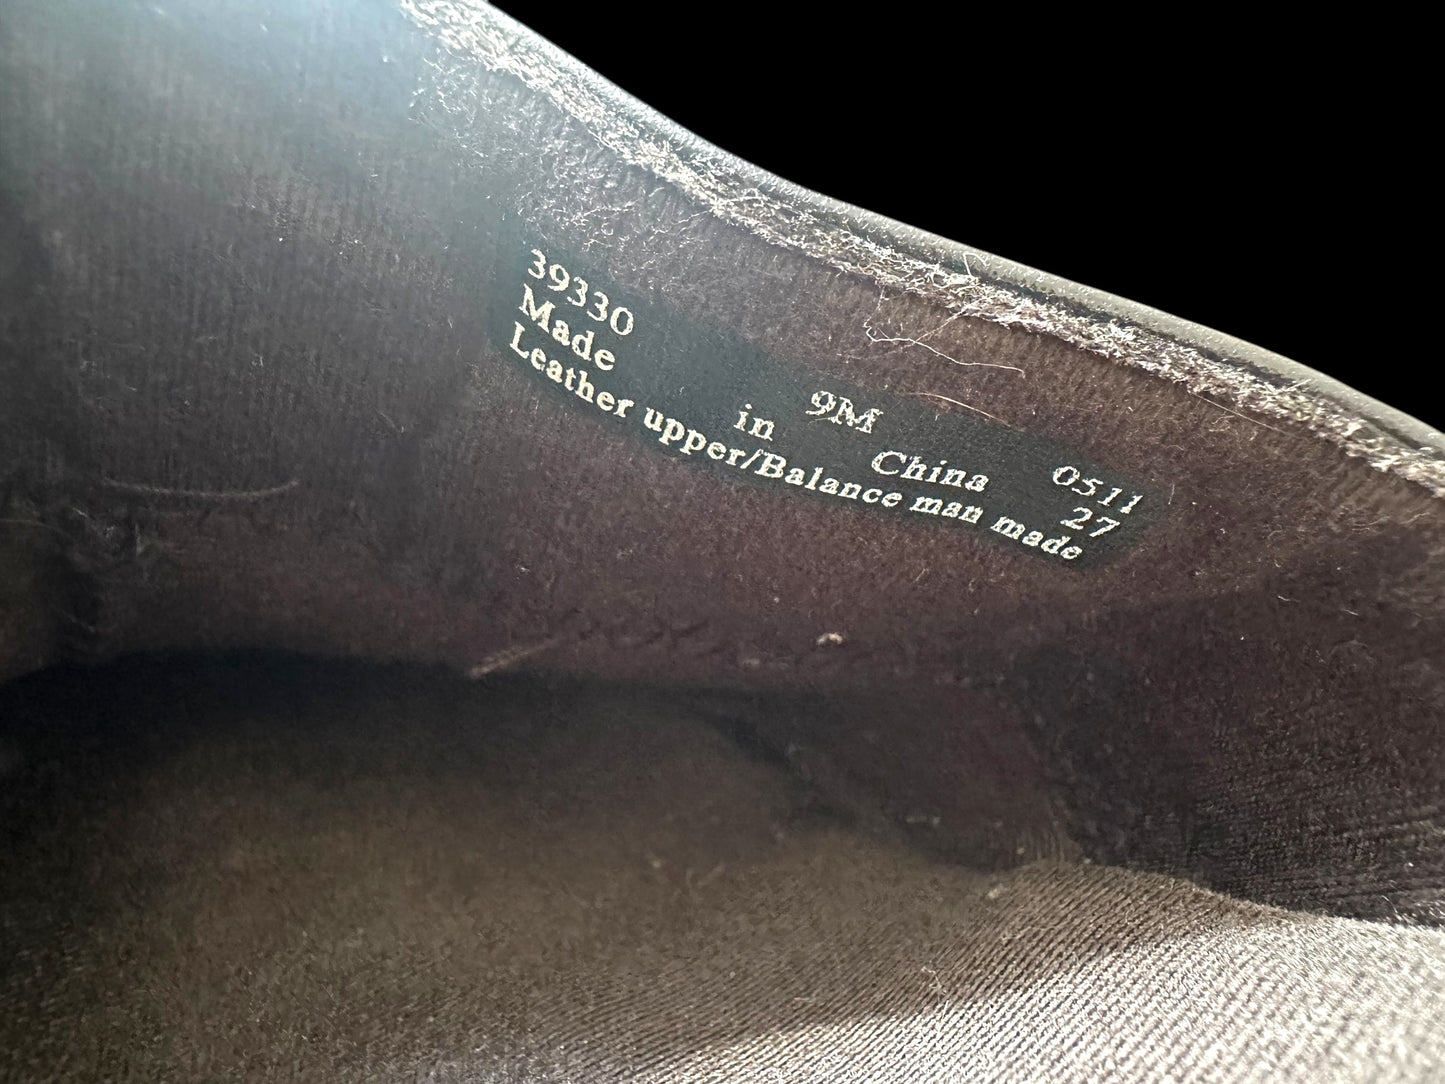 39330 9M 0511
Made in China 27
Leather upper/Balance man made